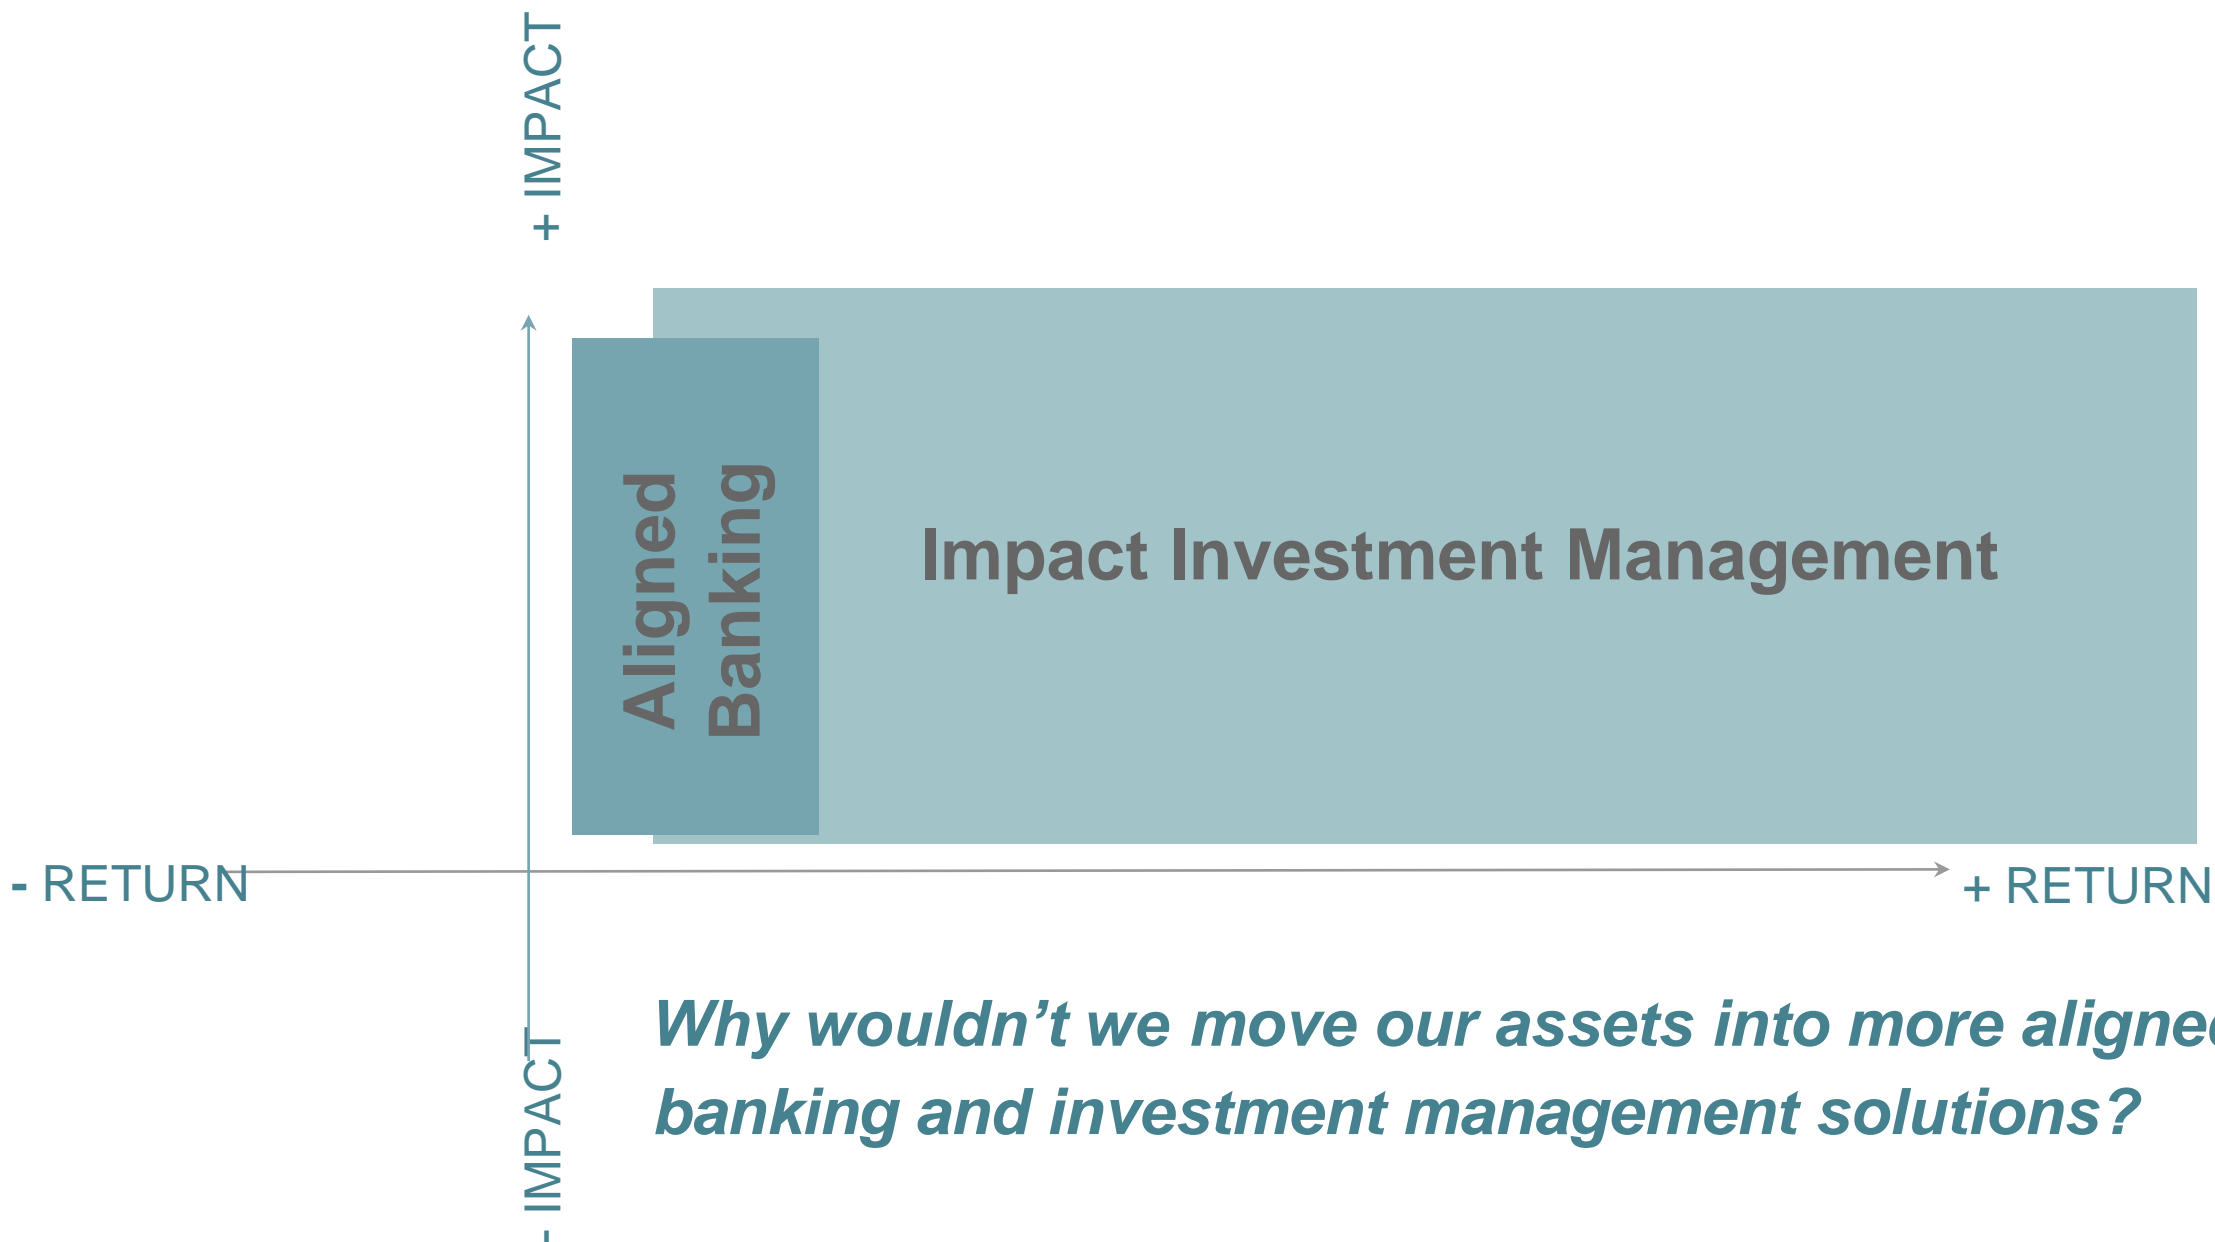 + IMPACT
Aligned
Banking
Impact Investment Management
- RETURN
+ RETURN
Why wouldn’t we move our assets into more aligned
banking and investment management solutions?
- IMPACT